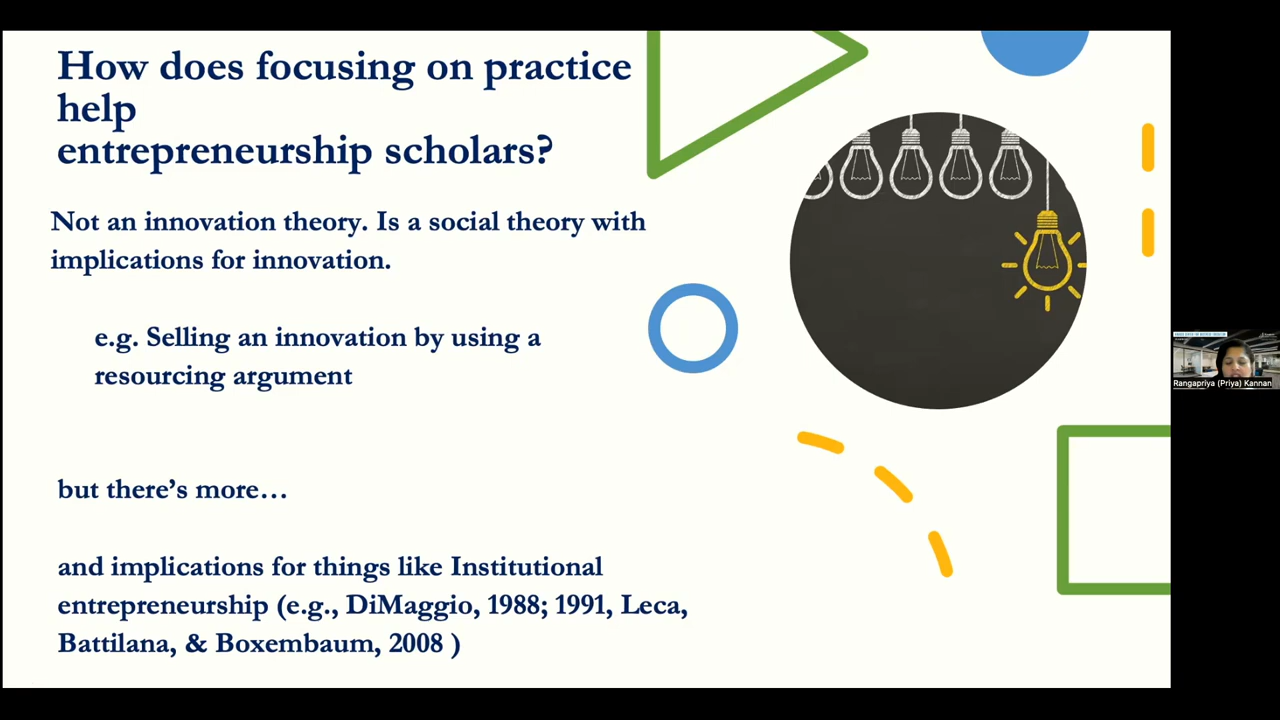 How does focusing on practice
help
entrepreneurship scholars?
Not an innovation theory. Is a social theory with
implications for innovation.
e.g. Selling an innovation by using a
resourcing argument
but there's more…
and implications for things like Institutional
entrepreneurship (e.g., DiMaggio, 1988; 1991, Leca,
Battilana, & Boxembaum, 2008 )
Rangapriya (Priya) Kannan